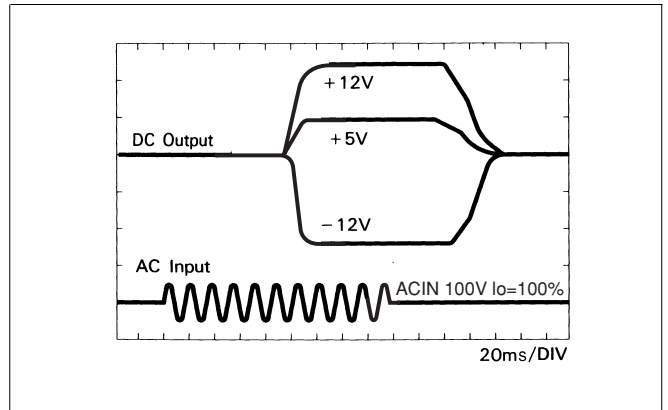 +12V
DC Output
+5V
-12V
AC Input
ACIN 100V Io=100%
20ms/DIV